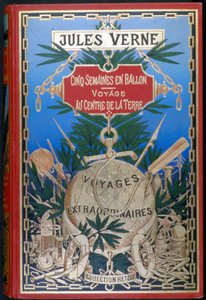 JULES VERNE
CINQ SEMAINES EN BALLON
VOYAGE
AU CENTRE DE LA TERRE
VOYAGES
EXTRAORDINAIRES
COLLECTION HETZEL